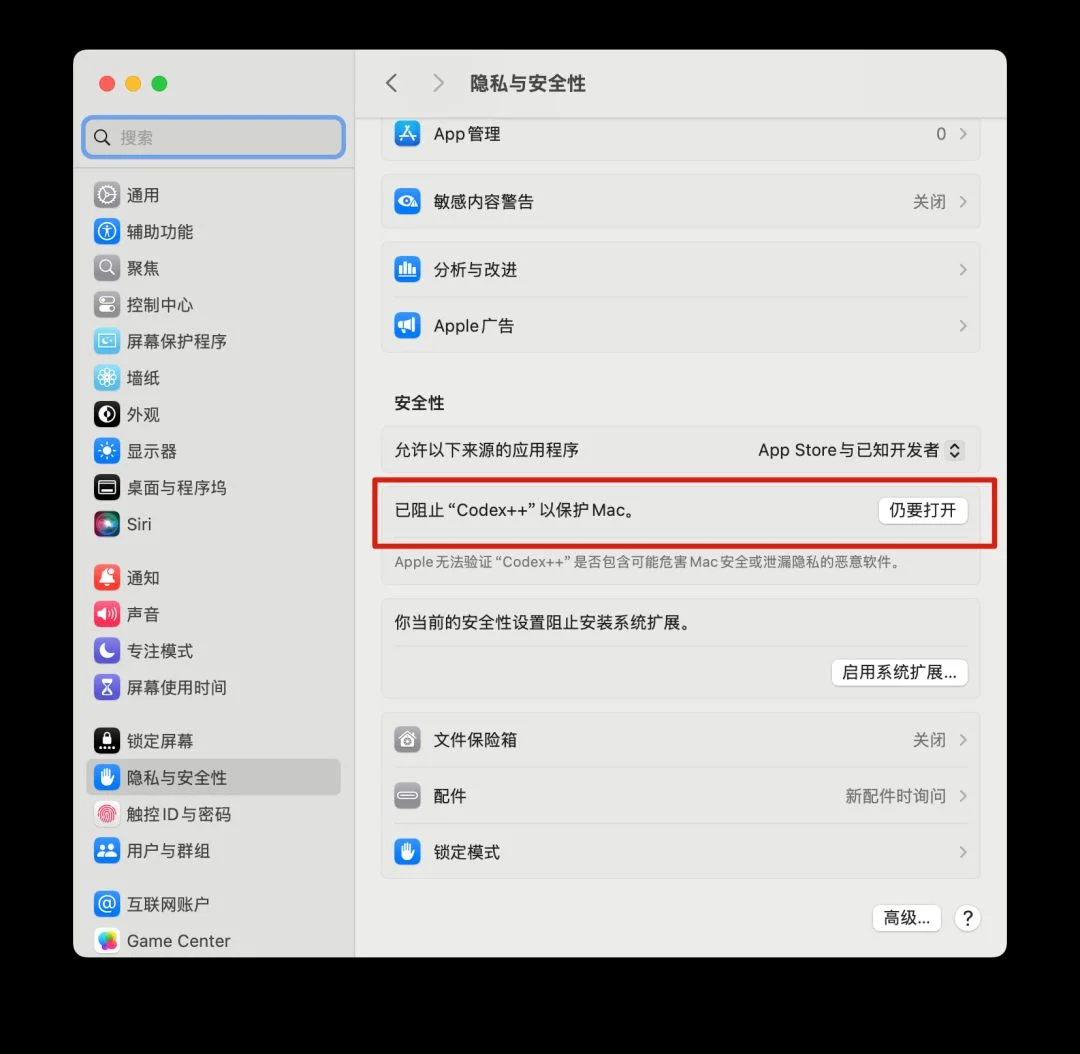 隐私与安全性
搜索
通用
辅助功能
聚焦
控制中心
屏幕保护程序
墙纸
外观
显示器
桌面与程序坞
Siri
通知
声音
专注模式
屏幕使用时间
锁定屏幕
隐私与安全性
触控ID与密码
用户与群组
互联网账户
Game Center
App管理 0
敏感内容警告 关闭
分析与改进
Apple广告
安全性
允许以下来源的应用程序 App Store与已知开发者
已阻止“Codex++”以保护Mac。 仍要打开
Apple无法验证“Codex++”是否包含可能危害Mac安全或泄漏隐私的恶意软件。
你当前的安全性设置阻止安装系统扩展。
启用系统扩展...
文件保险箱 关闭
配件 新配件时询问
锁定模式
高级... ?